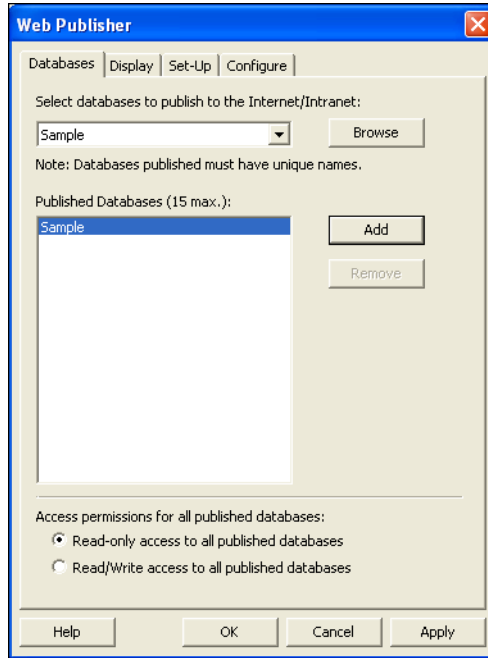 Web Publisher
Databases Display Set-Up Configure
Select databases to publish to the Internet/Intranet:
Sample Browse
Note: Databases published must have unique names.
Published Databases (15 max.):
Sample
Add
Remove
Access permissions for all published databases:
Read-only access to all published databases
Read/Write access to all published databases
Help OK Cancel Apply